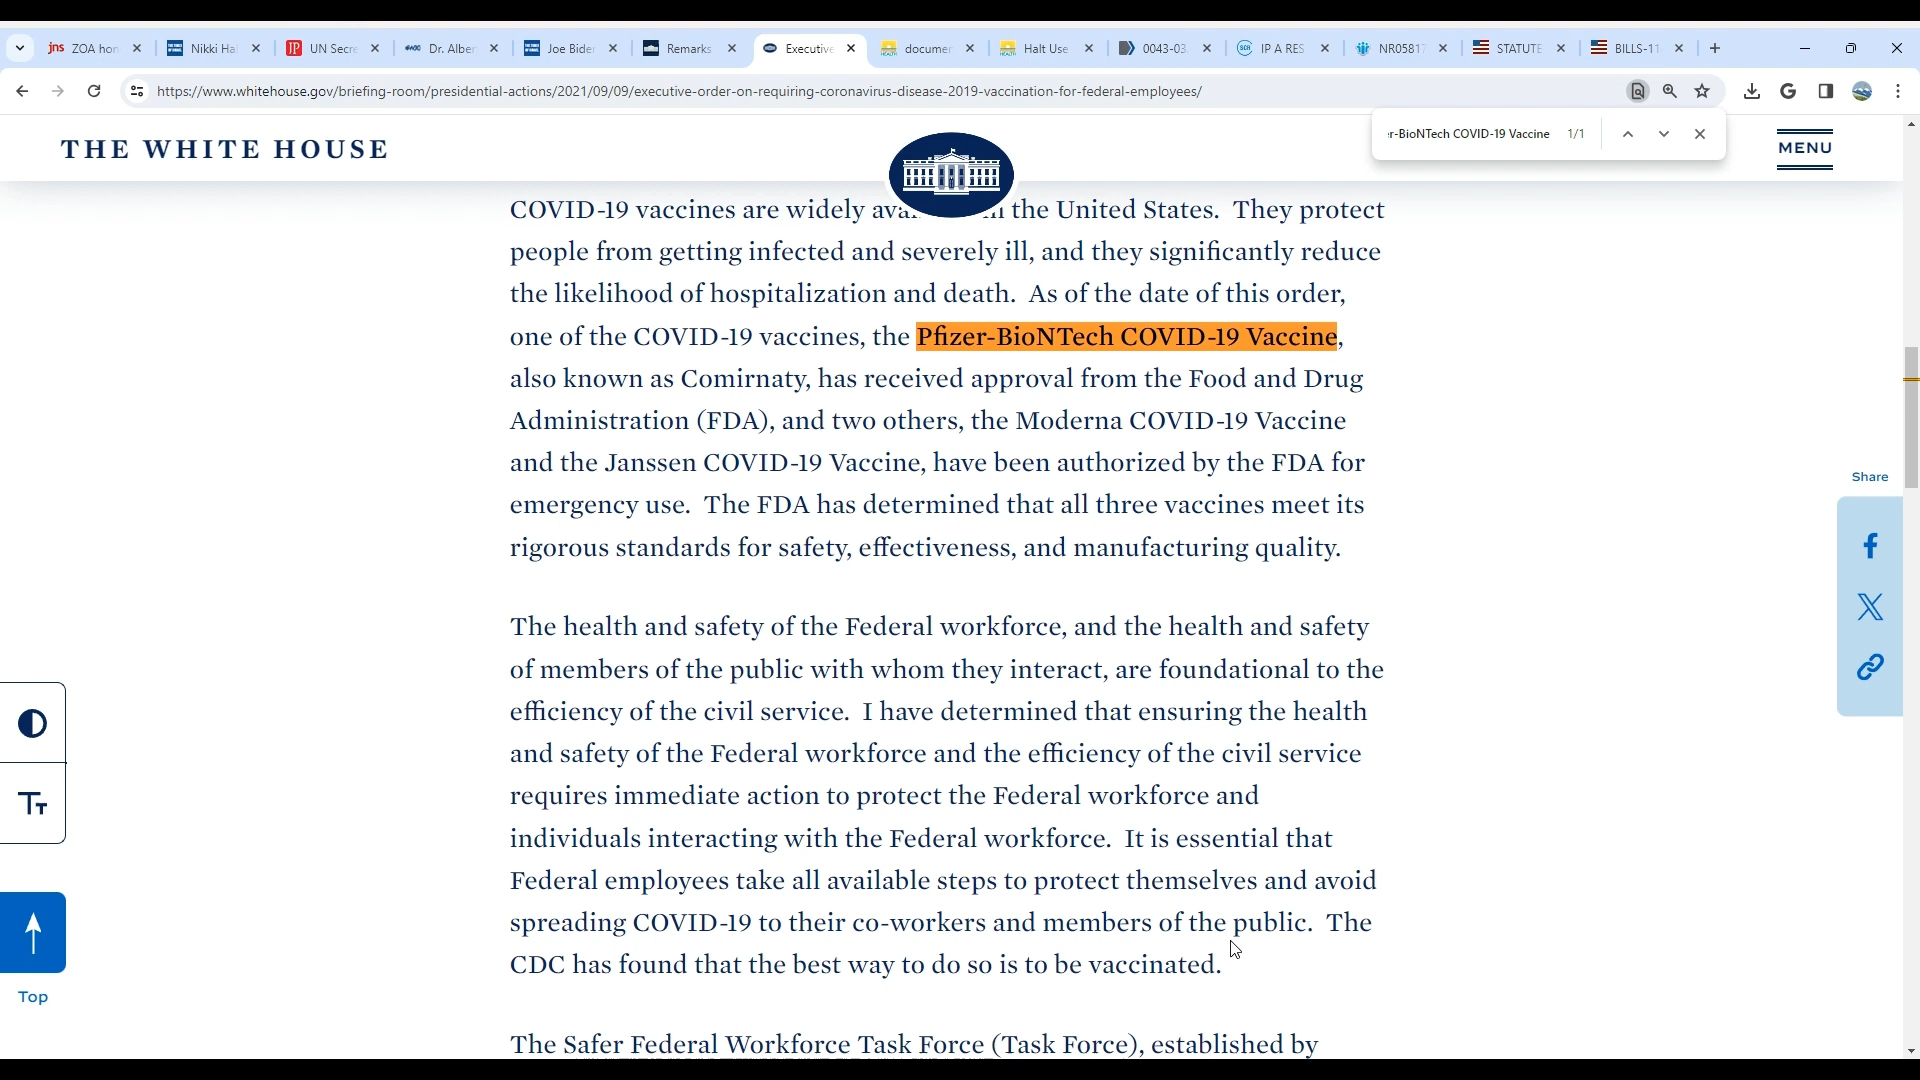 jns ZOA hon
Nikki Ha
JP UN Secre
Dr. Alber
Joe Bide
Remarks
Executive
documen
Halt Use
0043-03
IP A RES
NR0581
STATUTE
BILLS-11
https://www.whitehouse.gov/briefing-room/presidential-actions/2021/09/09/executive-order-on-requiring-coronavirus-disease-2019-vaccination-for-federal-employees/
r-BioNTech COVID-19 Vaccine 1/1
THE WHITE HOUSE
MENU
COVID-19 vaccines are widely ava the United States. They protect
people from getting infected and severely ill, and they significantly reduce
the likelihood of hospitalization and death. As of the date of this order,
one of the COVID-19 vaccines, the Pfizer-BioNTech COVID-19 Vaccine,
also known as Comirnaty, has received approval from the Food and Drug
Administration (FDA), and two others, the Moderna COVID-19 Vaccine
and the Janssen COVID-19 Vaccine, have been authorized by the FDA for
emergency use. The FDA has determined that all three vaccines meet its
rigorous standards for safety, effectiveness, and manufacturing quality.
The health and safety of the Federal workforce, and the health and safety
of members of the public with whom they interact, are foundational to the
efficiency of the civil service. I have determined that ensuring the health
and safety of the Federal workforce and the efficiency of the civil service
requires immediate action to protect the Federal workforce and
individuals interacting with the Federal workforce. It is essential that
Federal employees take all available steps to protect themselves and avoid
spreading COVID-19 to their co-workers and members of the public. The
CDC has found that the best way to do so is to be vaccinated.
The Safer Federal Workforce Task Force (Task Force), established by
Share
Top